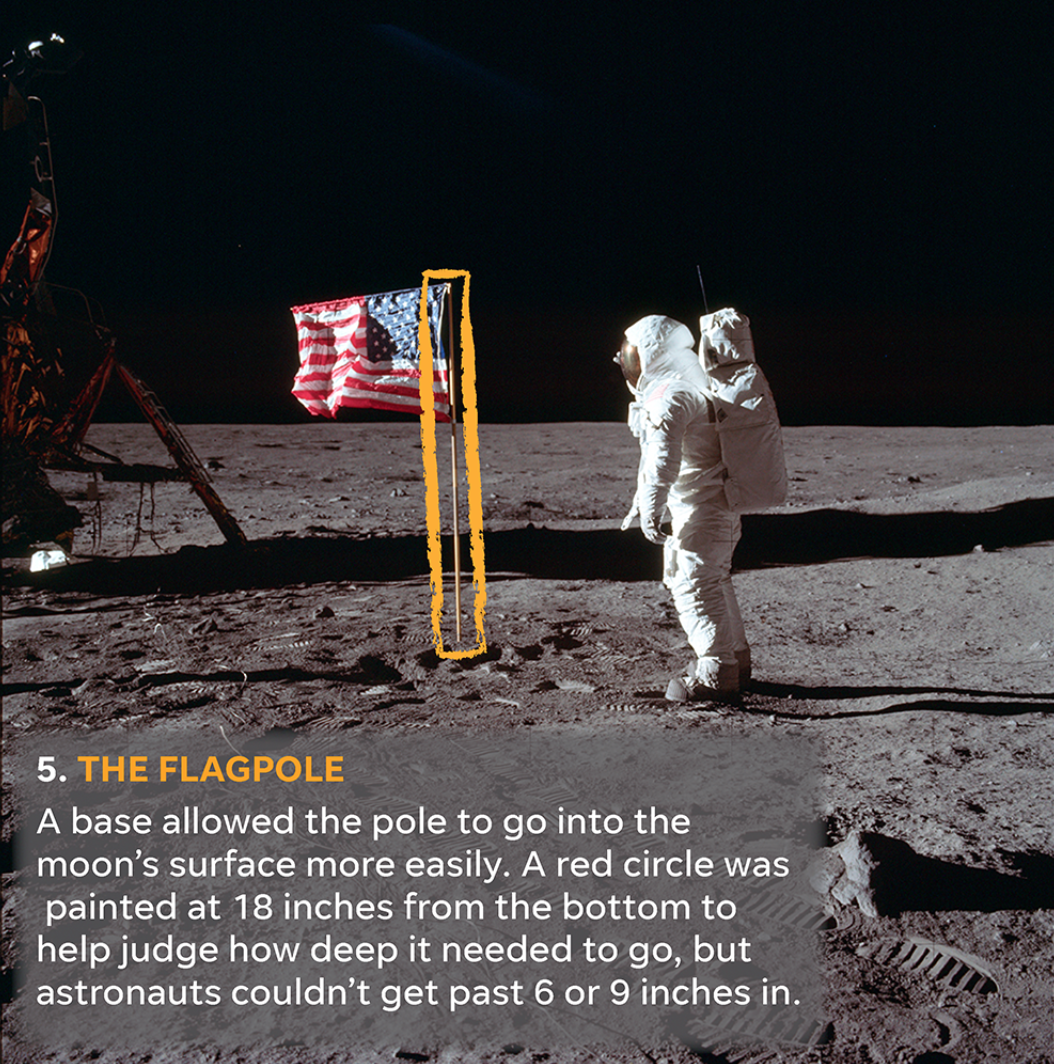 5. THE FLAGPOLE
A base allowed the pole to go into the
moon's surface more easily. A red circle was
painted at 18 inches from the bottom to
help judge how deep it needed to go, but
astronauts couldn't get past 6 or 9 inches in.